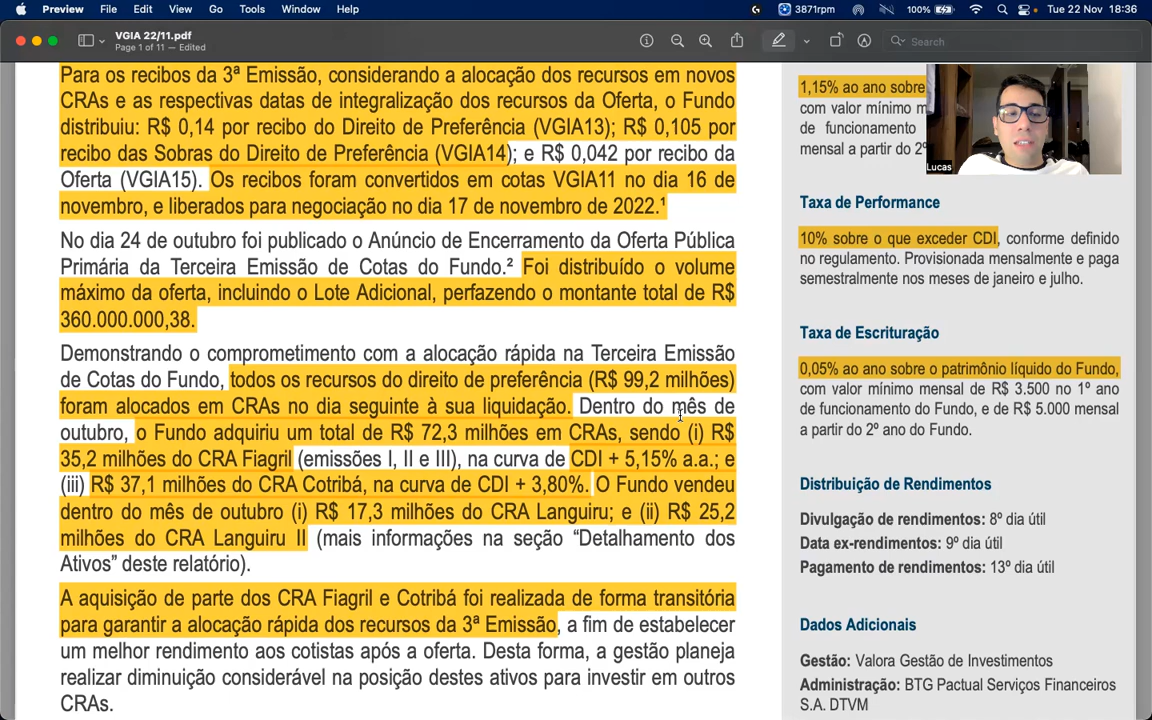 Preview File Edit View Go Tools Window Help 3871rpm 100% Tue 22 Nov 18:36
VGIA 22/11.pdf
Page 1 of 11 — Edited
Search
Para os recibos da 3ª Emissão, considerando a alocação dos recursos em novos
CRAs e as respectivas datas de integralização dos recursos da Oferta, o Fundo
distribuiu: R$ 0,14 por recibo do Direito de Preferência (VGIA13); R$ 0,105 por
recibo das Sobras do Direito de Preferência (VGIA14); e R$ 0,042 por recibo da
Oferta (VGIA15). Os recibos foram convertidos em cotas VGIA11 no dia 16 de
novembro, e liberados para negociação no dia 17 de novembro de 2022.¹
No dia 24 de outubro foi publicado o Anúncio de Encerramento da Oferta Pública
Primária da Terceira Emissão de Cotas do Fundo.² Foi distribuído o volume
máximo da oferta, incluindo o Lote Adicional, perfazendo o montante total de R$
360.000.000,38.
Demonstrando o comprometimento com a alocação rápida na Terceira Emissão
de Cotas do Fundo, todos os recursos do direito de preferência (R$ 99,2 milhões)
foram alocados em CRAs no dia seguinte à sua liquidação. Dentro do mês de
outubro, o Fundo adquiriu um total de R$ 72,3 milhões em CRAs, sendo (i) R$
35,2 milhões do CRA Fiagril (emissões I, II e III), na curva de CDI + 5,15% a.a.; e
(iii) R$ 37,1 milhões do CRA Cotribá, na curva de CDI + 3,80%. O Fundo vendeu
dentro do mês de outubro (i) R$ 17,3 milhões do CRA Languiru; e (ii) R$ 25,2
milhões do CRA Languiru II (mais informações na seção “Detalhamento dos
Ativos” deste relatório).
A aquisição de parte dos CRA Fiagril e Cotribá foi realizada de forma transitória
para garantir a alocação rápida dos recursos da 3ª Emissão, a fim de estabelecer
um melhor rendimento aos cotistas após a oferta. Desta forma, a gestão planeja
realizar diminuição considerável na posição destes ativos para investir em outros
CRAs.
1,15% ao ano sobre
com valor mínimo m
de funcionamento
mensal a partir do 2º
Lucas
Taxa de Performance
10% sobre o que exceder CDI, conforme definido
no regulamento. Provisionada mensalmente e paga
semestralmente nos meses de janeiro e julho.
Taxa de Escrituração
0,05% ao ano sobre o patrimônio líquido do Fundo,
com valor mínimo mensal de R$ 3.500 no 1º ano
de funcionamento do Fundo, e de R$ 5.000 mensal
a partir do 2º ano do Fundo.
Distribuição de Rendimentos
Divulgação de rendimentos: 8º dia útil
Data ex-rendimentos: 9º dia útil
Pagamento de rendimentos: 13º dia útil
Dados Adicionais
Gestão: Valora Gestão de Investimentos
Administração: BTG Pactual Serviços Financeiros
S.A. DTVM